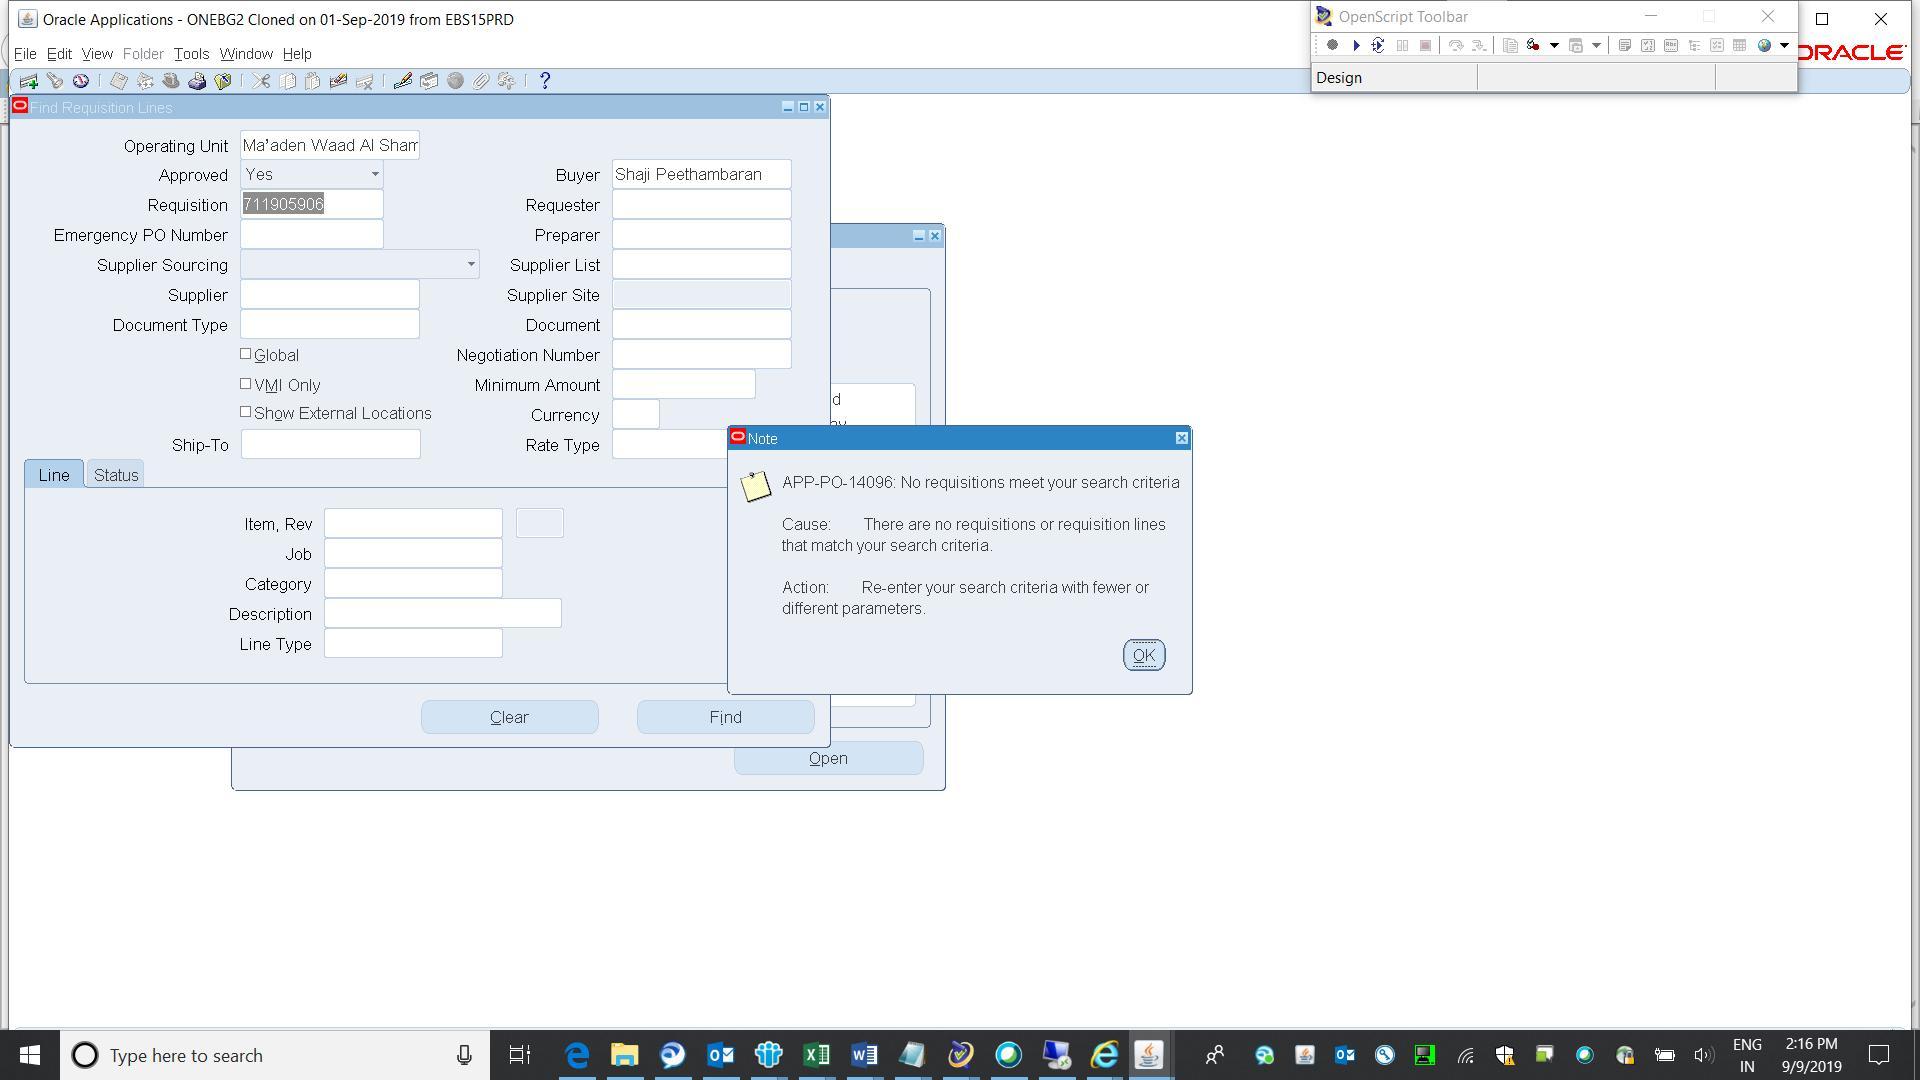 Oracle Applications - ONEBG2 Cloned on 01-Sep-2019 from EBS15PRD
OpenScript Toolbar
File Edit View Folder Tools Window Help
ORACLE
Design
Find Requisition Lines
Operating Unit Ma'aden Waad Al Sham
Approved Yes
Buyer Shaji Peethambaran
Requisition 711905906
Requester
Emergency PO Number
Preparer
Supplier Sourcing
Supplier List
Supplier
Supplier Site
Document Type
Document
Global
Negotiation Number
VMI Only
Minimum Amount
Show External Locations
Currency
Ship-To
Rate Type
Line Status
Item, Rev
Job
Category
Description
Line Type
Clear Find
Open
d
Note
APP-PO-14096: No requisitions meet your search criteria
Cause: There are no requisitions or requisition lines
that match your search criteria.
Action: Re-enter your search criteria with fewer or
different parameters.
OK
Type here to search
ENG
IN
2:16 PM
9/9/2019